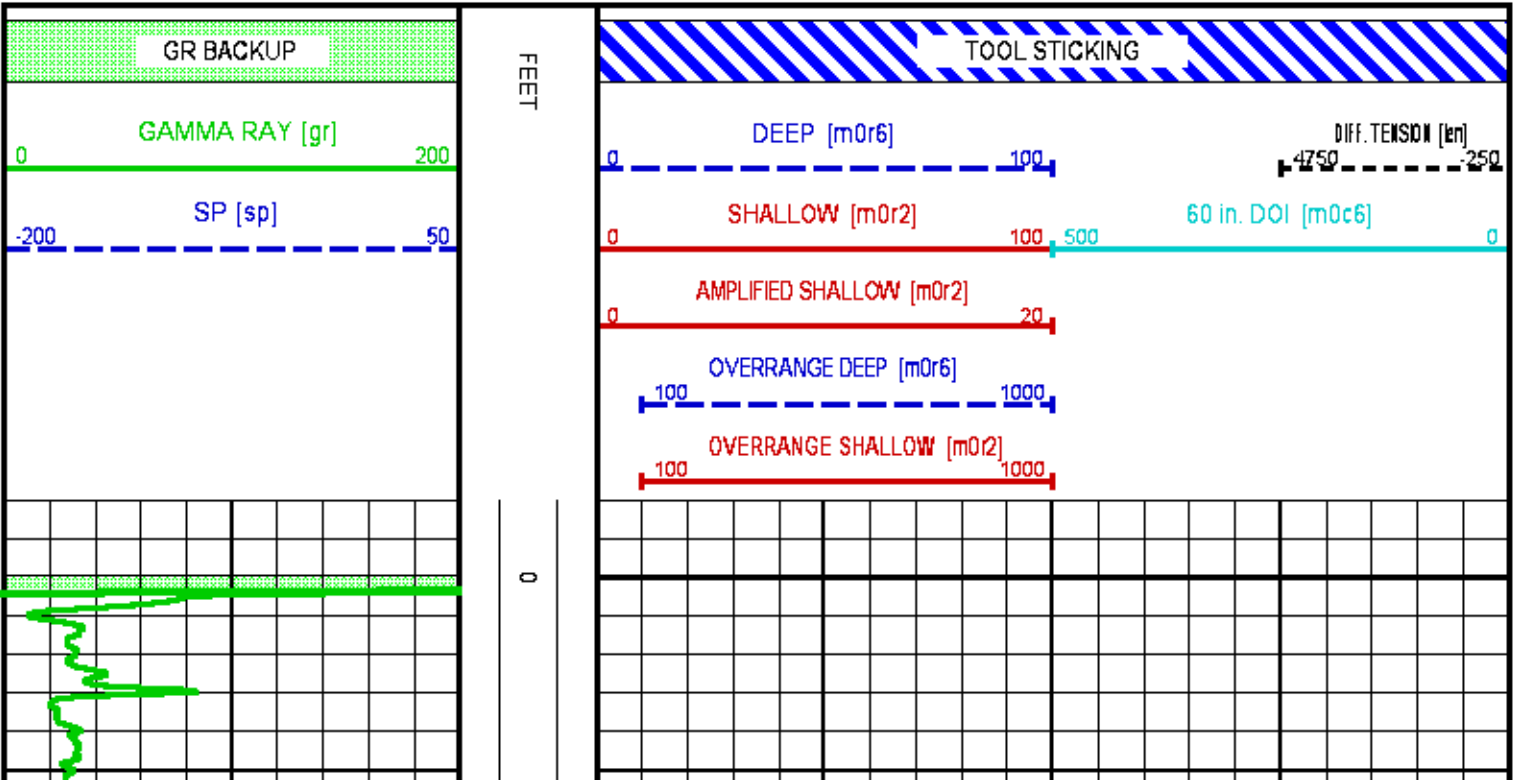 GR BACKUP
GAMMA RAY [gr]
0 200
SP [sp]
-200 50
FEET
0
TOOL STICKING
DEEP [m0r6]
0 100
DIFF. TENSION [ten]
4750 -250
SHALLOW [m0r2]
0 100
60 in. DOI [m0c6]
500 0
AMPLIFIED SHALLOW [m0r2]
0 20
OVERRANGE DEEP [m0r6]
100 1000
OVERRANGE SHALLOW [m0r2]
100 1000